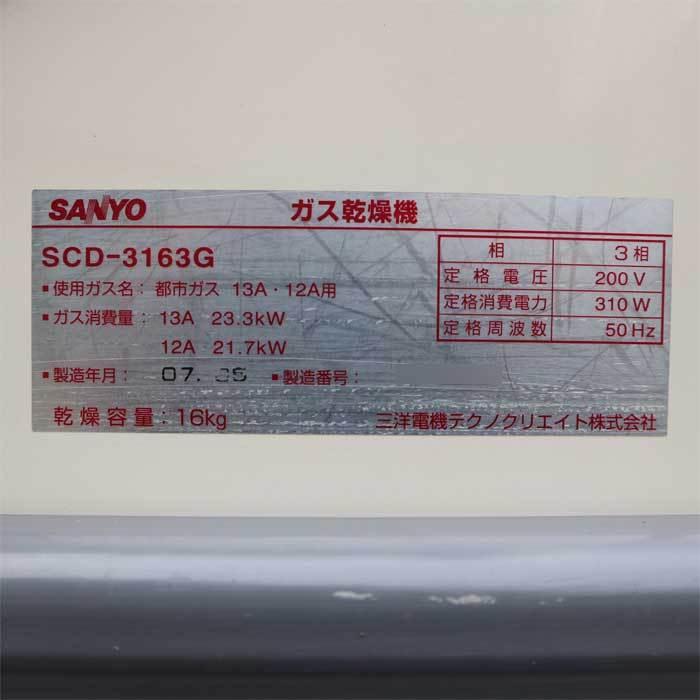 SANYO ガス乾燥機
SCD-3163G
■使用ガス名：都市ガス 13A・12A用
■ガス消費量：13A 23.3kW
12A 21.7kW
■製造年月： 07. ■製造番号：
乾燥容量：16kg
相 3相
定格電圧 200V
定格消費電力 310W
定格周波数 50Hz
三洋電機テクノクリエイト株式会社